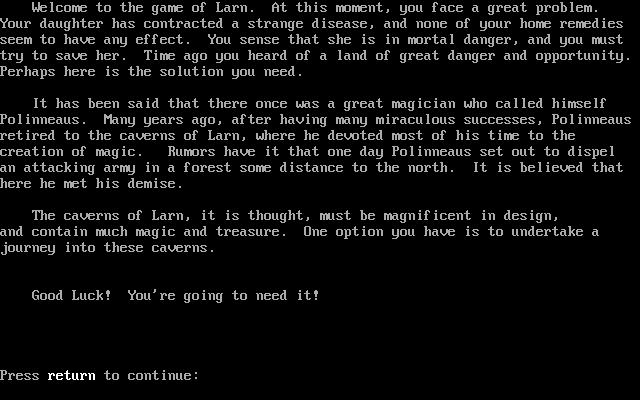 Welcome to the game of Larn.  At this moment, you face a great problem.
Your daughter has contracted a strange disease, and none of your home remedies
seem to have any effect.  You sense that she is in mortal danger, and you must
try to save her.  Time ago you heard of a land of great danger and opportunity.
Perhaps here is the solution you need.
It has been said that there once was a great magician who called himself
Polinneaus.  Many years ago, after having many miraculous successes, Polinneaus
retired to the caverns of Larn, where he devoted most of his time to the
creation of magic.   Rumors have it that one day Polinneaus set out to dispel
an attacking army in a forest some distance to the north.  It is believed that
here he met his demise.
The caverns of Larn, it is thought, must be magnificent in design,
and contain much magic and treasure.  One option you have is to undertake a
journey into these caverns.
Good Luck!  You're going to need it!
Press return to continue: